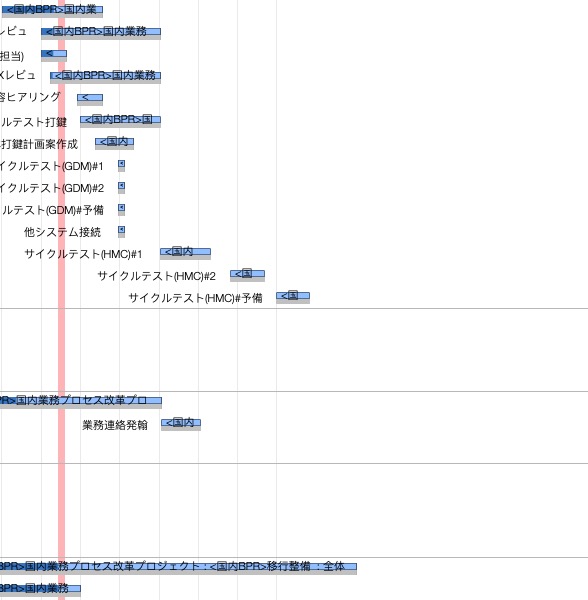 <国内BPR>国内業
レビュ <国内BPR>国内業務
担当) <
Xレビュ <国内BPR>国内業務
容ヒアリング <
ルテスト打鍵 <国内BPR>国
打鍵計画案作成 <国内
イクルテスト(GDM)#1
イクルテスト(GDM)#2
ルテスト(GDM)#予備
他システム接続
サイクルテスト(HMC)#1 <国内
サイクルテスト(HMC)#2 <国
サイクルテスト(HMC)#予備 <国
PR>国内業務プロセス改革プロ
業務連絡発翰 <国内
BPR>国内業務プロセス改革プロジェクト：<国内BPR>移行整備 ：全体
BPR>国内業務